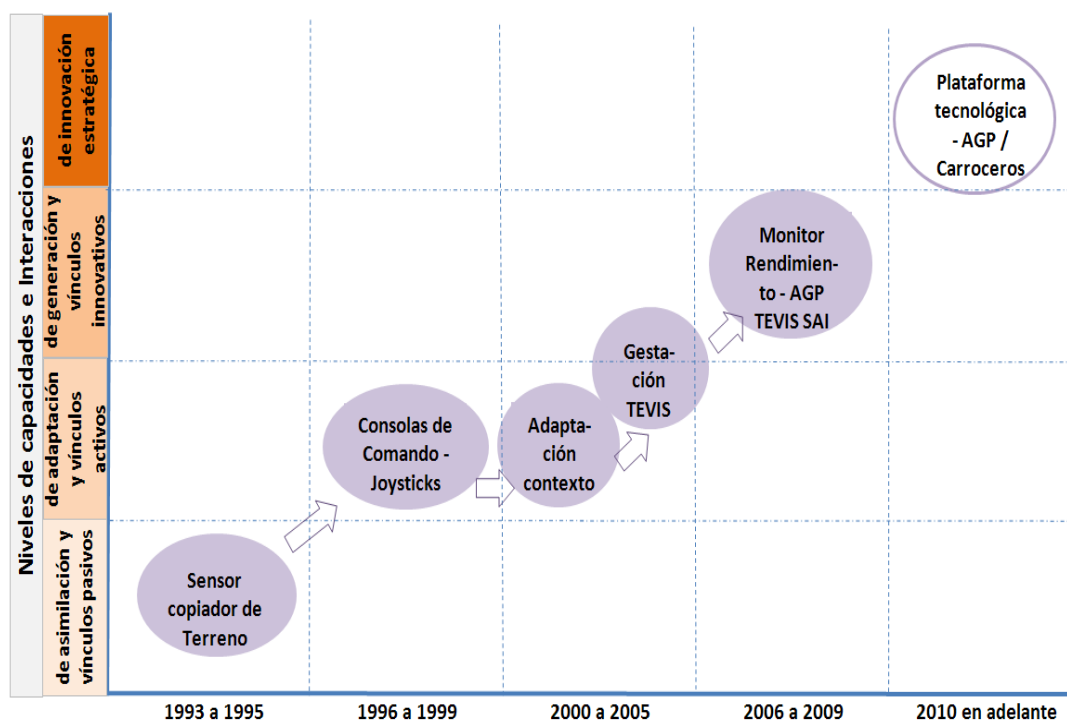 Niveles de capacidades e Interacciones
de innovación
estratégica
de generación y
vínculos
innovativos
de adaptación
y vínculos
activos
de asimilación y
vínculos pasivos
Plataforma
tecnológica
- AGP /
Carroceros
Monitor
Rendimien-
to - AGP
TEVIS SAI
Gesta-
ción
TEVIS
Consolas de
Comando -
Joysticks
Adapta-
ción
contexto
Sensor
copiador de
Terreno
1993 a 1995
1996 a 1999
2000 a 2005
2006 a 2009
2010 en adelante